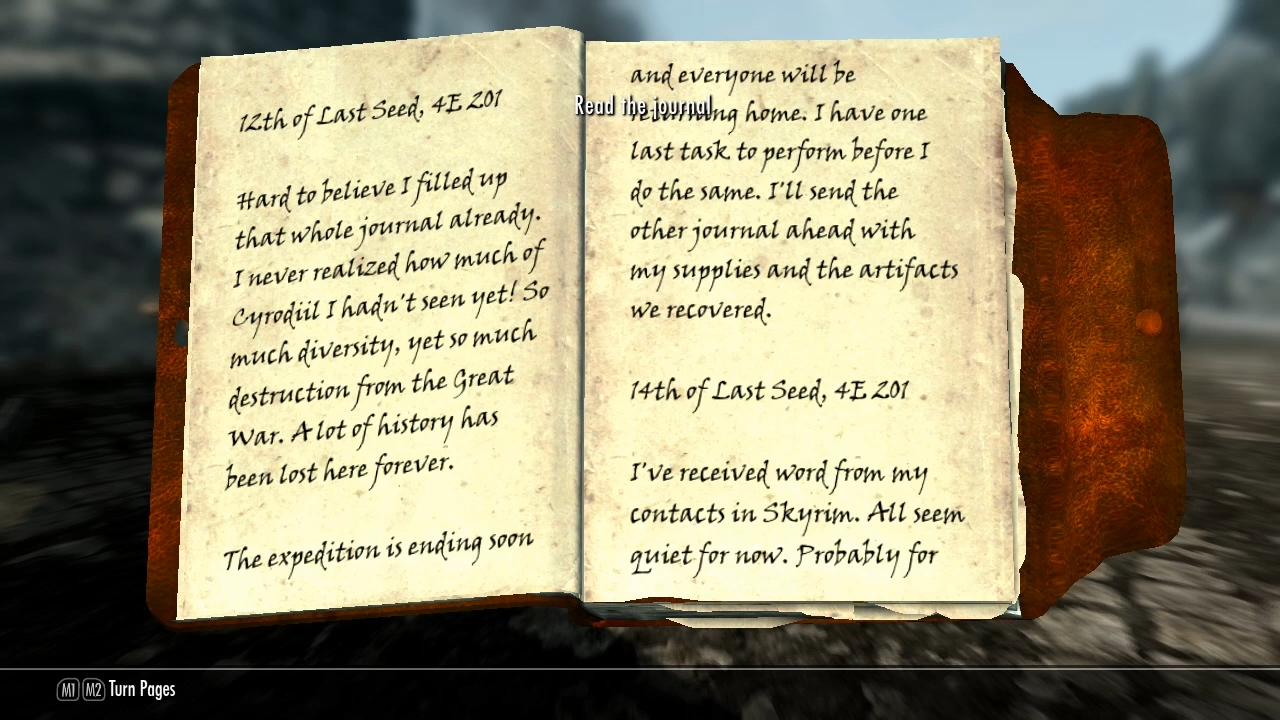 12th of Last Seed, 4E 201
Hard to believe I filled up
that whole journal already.
I never realized how much of
Cyrodiil I hadn't seen yet! So
much diversity, yet so much
destruction from the Great
War. A lot of history has
been lost here forever.
The expedition is ending soon
and everyone will be
Read the journal
returning home. I have one
last task to perform before I
do the same. I'll send the
other journal ahead with
my supplies and the artifacts
we recovered.
14th of Last Seed, 4E 201
I've received word from my
contacts in Skyrim. All seem
quiet for now. Probably for
M1 M2 Turn Pages